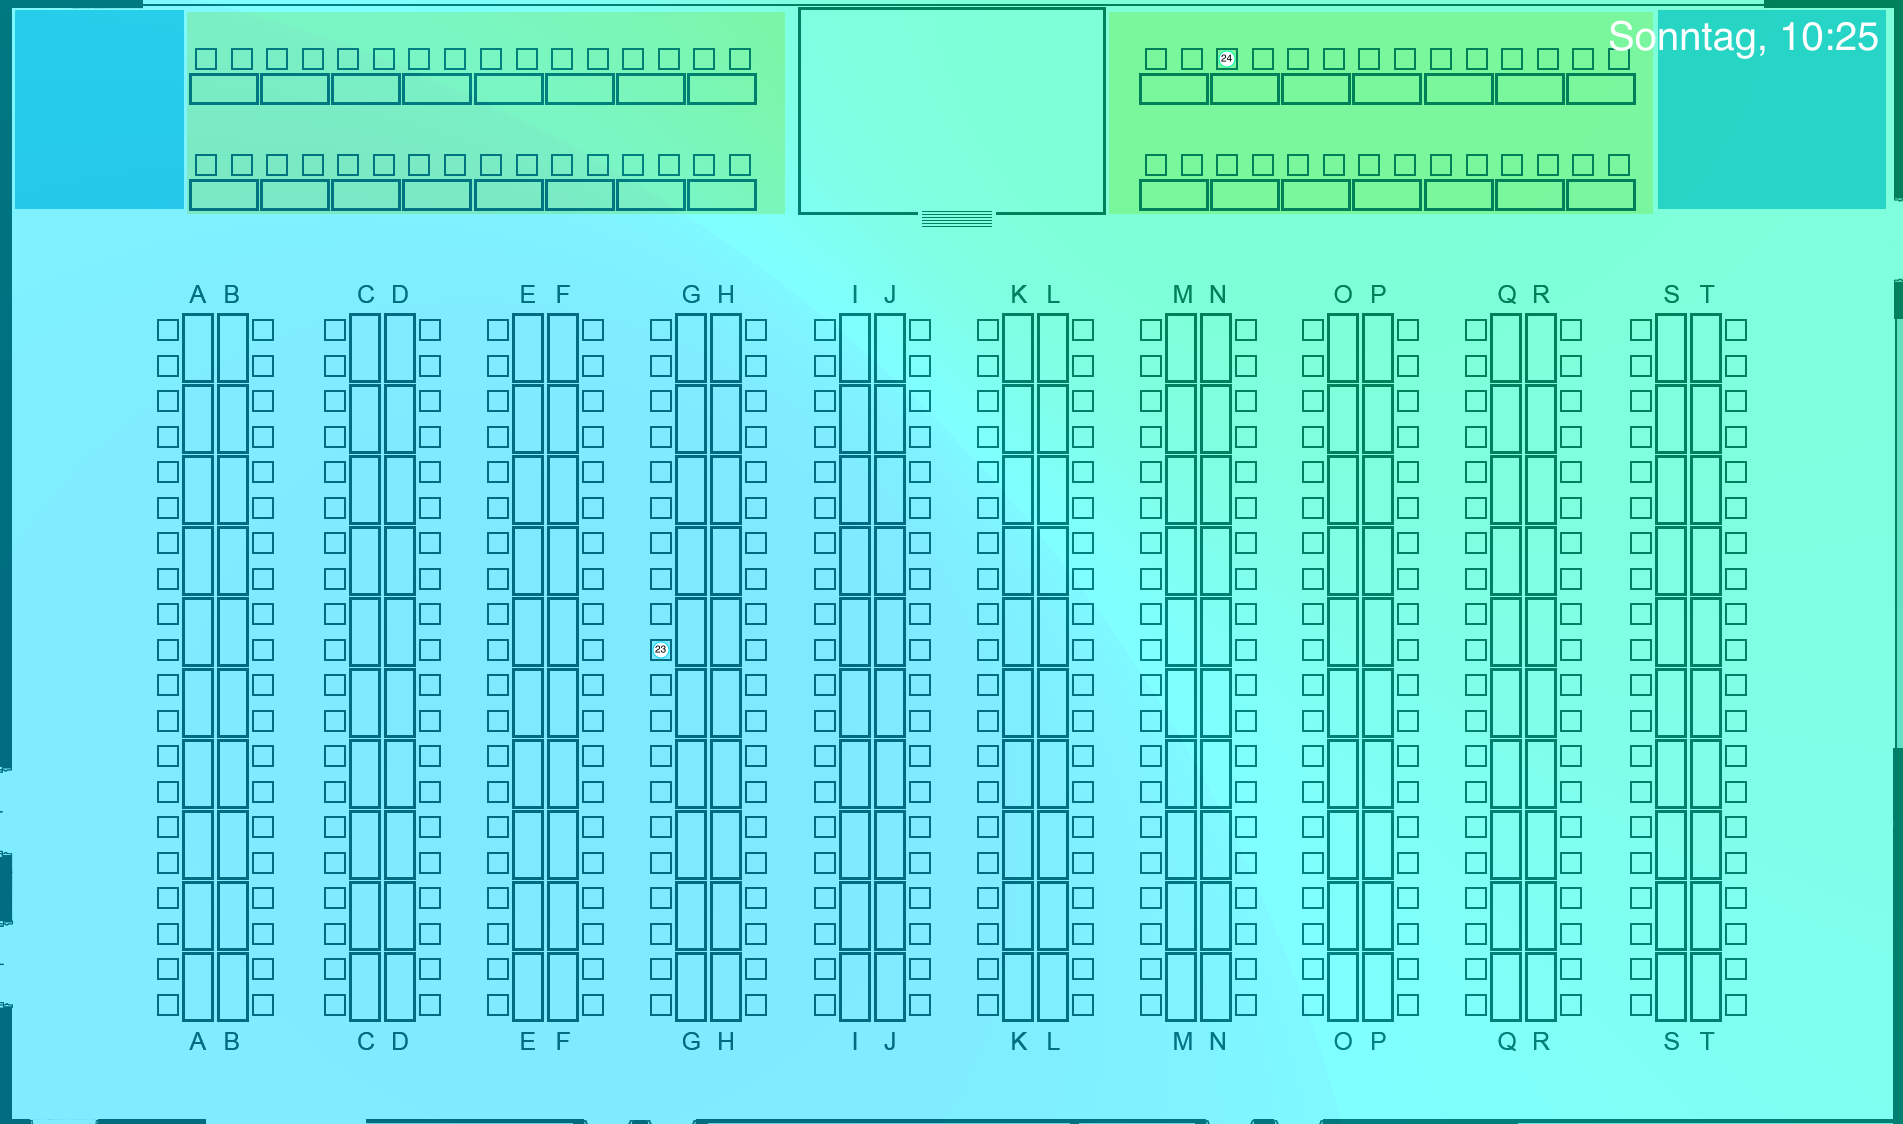 Sonntag, 10:25
24
A B C D E F G H I J K L M N O P Q R S T
23
A B C D E F G H I J K L M N O P Q R S T